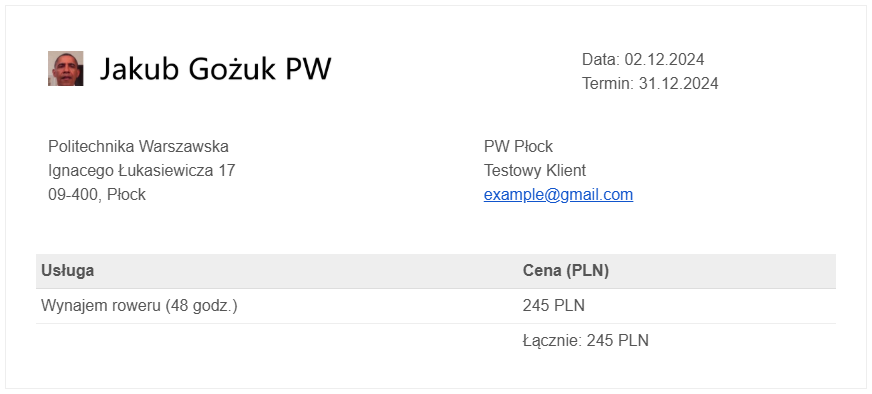 Jakub Gożuk PW
Data: 02.12.2024
Termin: 31.12.2024
Politechnika Warszawska
Ignacego Łukasiewicza 17
09-400, Płock
PW Płock
Testowy Klient
example@gmail.com
Usługa Cena (PLN)
Wynajem roweru (48 godz.) 245 PLN
Łącznie: 245 PLN